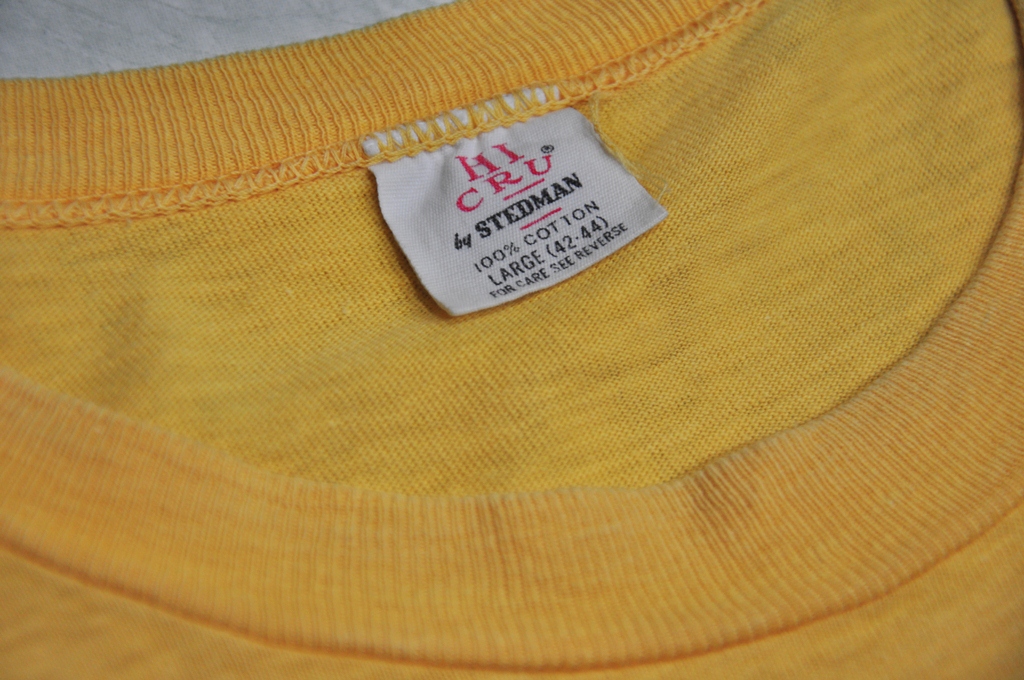 HI ®
CRU
by STEDMAN
100% COTTON
LARGE (42-44)
FOR CARE SEE REVERSE